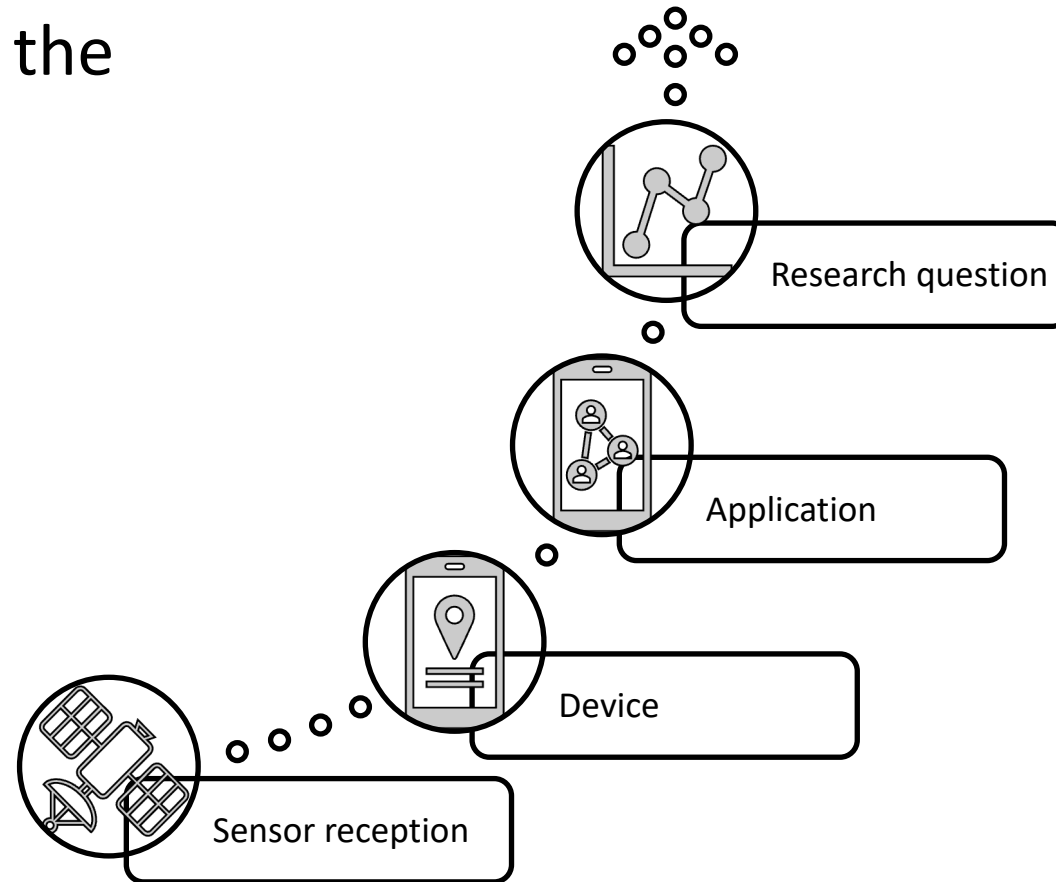 the
Research question
Application
Device
Sensor reception